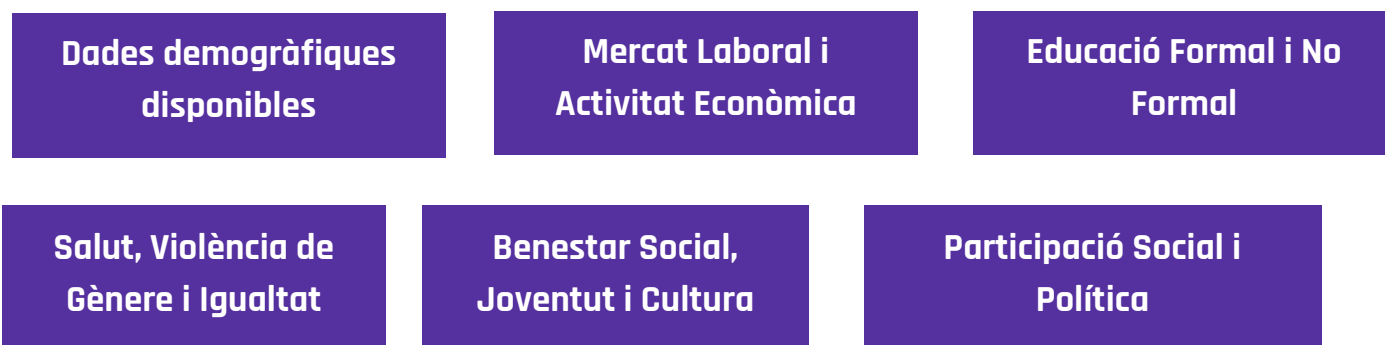 Dades demogràfiques
disponibles
Mercat Laboral i
Activitat Econòmica
Educació Formal i No
Formal
Salut, Violència de
Gènere i Igualtat
Benestar Social,
Joventut i Cultura
Participació Social i
Política